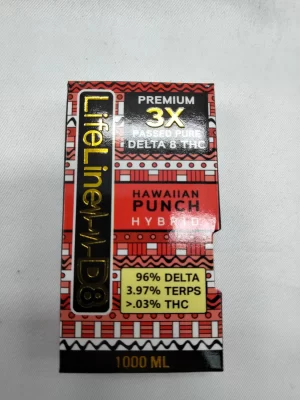 LifeLine D8
PREMIUM
3X
PASSED PURE
DELTA 8 THC
HAWAIIAN
PUNCH
HYBRID
96% DELTA
3.97% TERPS
>.03% THC
1000 ML